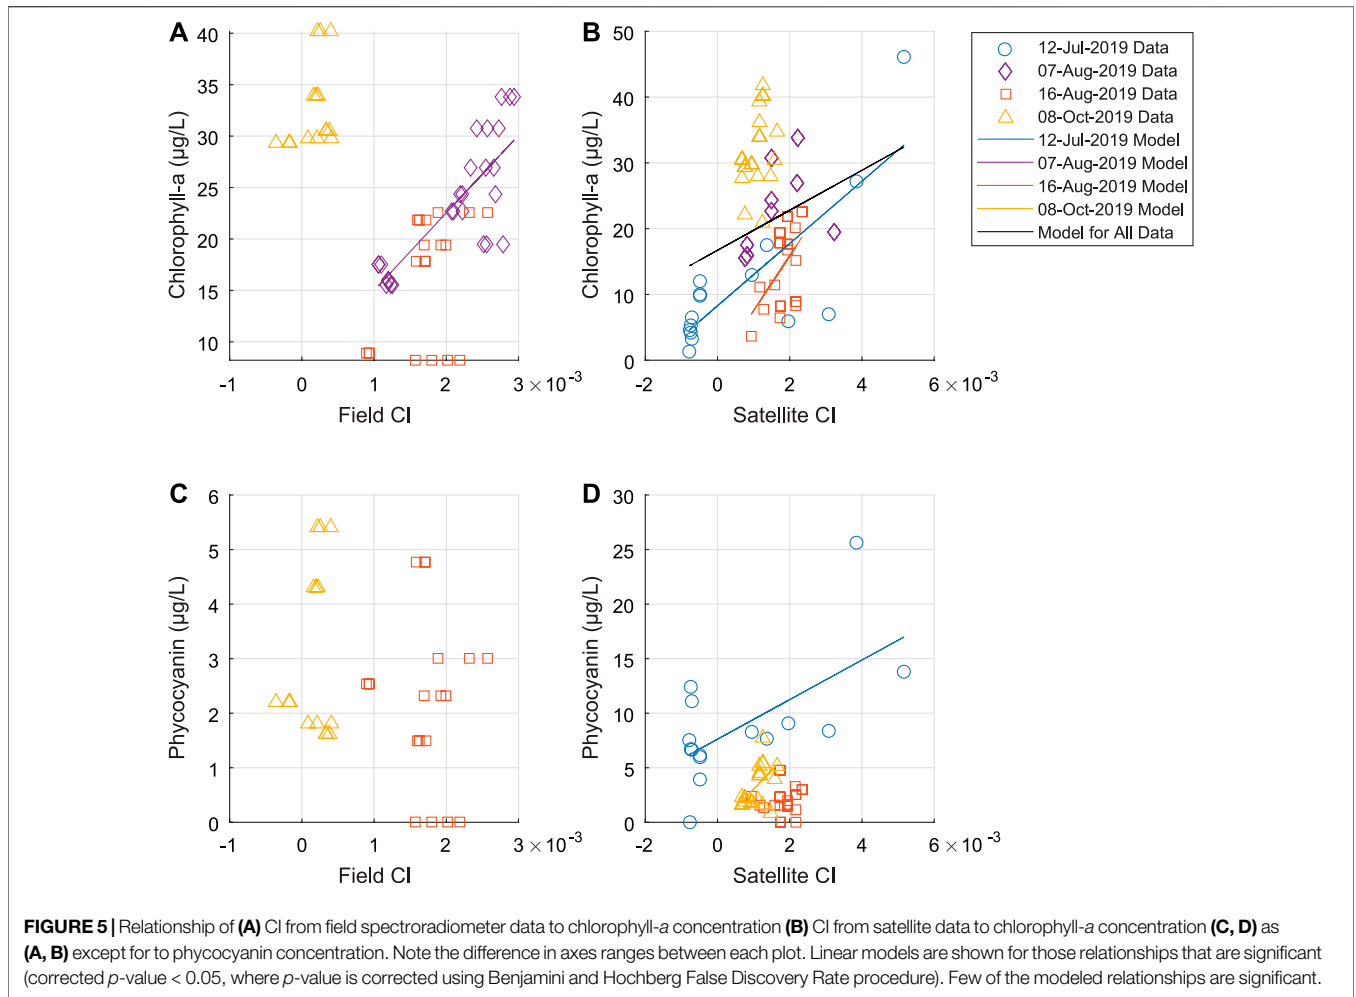 A
40
35
30
25
20
15
10
Chlorophyll-a (µg/L)
-1
0
1
2
3 × 10⁻³
Field CI
B
50
40
30
20
10
0
Chlorophyll-a (µg/L)
-2
0
2
4
6 × 10⁻³
Satellite CI
12-Jul-2019 Data
07-Aug-2019 Data
16-Aug-2019 Data
08-Oct-2019 Data
12-Jul-2019 Model
07-Aug-2019 Model
16-Aug-2019 Model
08-Oct-2019 Model
Model for All Data
C
6
5
4
3
2
1
0
Phycocyanin (µg/L)
-1
0
1
2
3 × 10⁻³
Field CI
D
30
25
20
15
10
5
0
Phycocyanin (µg/L)
-2
0
2
4
6 × 10⁻³
Satellite CI
FIGURE 5 | Relationship of (A) CI from field spectroradiometer data to chlorophyll-a concentration (B) CI from satellite data to chlorophyll-a concentration (C, D) as
(A, B) except for to phycocyanin concentration. Note the difference in axes ranges between each plot. Linear models are shown for those relationships that are significant
(corrected p-value < 0.05, where p-value is corrected using Benjamini and Hochberg False Discovery Rate procedure). Few of the modeled relationships are significant.